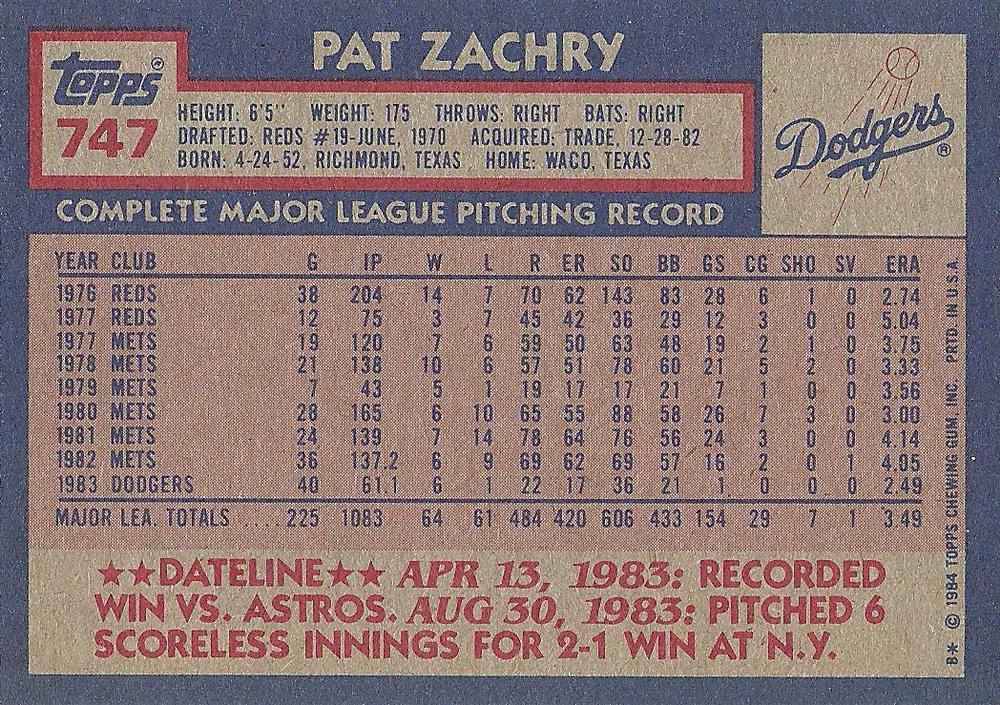 PAT ZACHRY
Topps®
747
HEIGHT: 6'5" WEIGHT: 175 THROWS: RIGHT BATS: RIGHT
DRAFTED: REDS #19-JUNE, 1970 ACQUIRED: TRADE, 12-28-82
BORN: 4-24-52, RICHMOND, TEXAS HOME: WACO, TEXAS
Dodgers®
COMPLETE MAJOR LEAGUE PITCHING RECORD
YEAR CLUB G IP W L R ER SO BB GS CG SHO SV ERA
1976 REDS 38 204 14 7 70 62 143 83 28 6 1 0 2.74
1977 REDS 12 75 3 7 45 42 36 29 12 3 0 0 5.04
1977 METS 19 120 7 6 59 50 63 48 19 2 1 0 3.75
1978 METS 21 138 10 6 57 51 78 60 21 5 2 0 3.33
1979 METS 7 43 5 1 19 17 17 21 7 1 0 0 3.56
1980 METS 28 165 6 10 65 55 88 58 26 7 3 0 3.00
1981 METS 24 139 7 14 78 64 76 56 24 3 0 0 4.14
1982 METS 36 137.2 6 9 69 62 69 57 16 2 0 1 4.05
1983 DODGERS 40 61.1 6 1 22 17 36 21 1 0 0 0 2.49
MAJOR LEA. TOTALS ....225 1083 64 61 484 420 606 433 154 29 7 1 3.49
★★DATELINE★★ APR 13, 1983: RECORDED
WIN VS. ASTROS. AUG 30, 1983: PITCHED 6
SCORELESS INNINGS FOR 2-1 WIN AT N.Y.
B* © 1984 TOPPS CHEWING GUM, INC. PRTD. IN U.S.A.